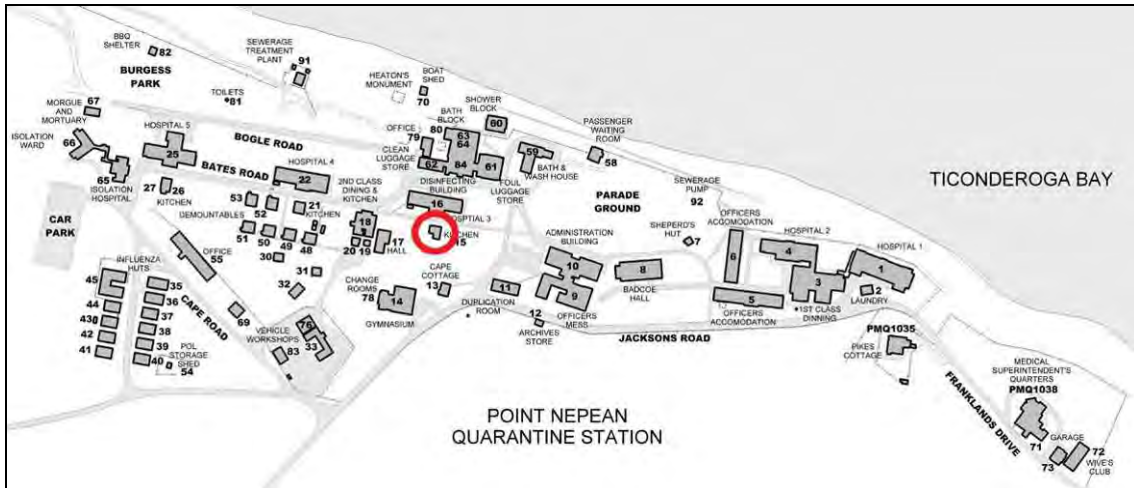 BBQ
SHELTER
82
BURGESS
PARK
SEWERAGE
TREATMENT
PLANT
91
TOILETS
81
HEATON'S
MONUMENT
BOAT
SHED
70
SHOWER
BLOCK
60
BATH
BLOCK
80
63
64
OFFICE
79
CLEAN
LUGGAGE
STORE
62
84
61
DISINFECTING
BUILDING
FOUL
LUGGAGE
STORE
59
BATH &
WASH HOUSE
PASSENGER
WAITING
ROOM
58
TICONDEROGA BAY
67
MORGUE
AND
MORTUARY
ISOLATION
WARD
66
65
ISOLATION
HOSPITAL
HOSPITAL 5
25
BOGLE ROAD
BATES ROAD
HOSPITAL 4
22
27
26
KITCHEN
53
52
21
KITCHEN
DEMOUNTABLES
51
50
49
48
2ND CLASS
DINING &
KITCHEN
18
20
19
17
HALL
16
HOSPTIAL 3
KITCHEN
15
PARADE
GROUND
SEWERAGE
PUMP
92
SHEPERD'S
HUT
7
OFFICERS
ACCOMODATION
6
HOSPITAL 2
4
HOSPITAL 1
1
3
2
LAUNDRY
1ST CLASS
DINNING
5
OFFICERS
ACCOMODATION
ADMINISTRATION
BUILDING
10
9
OFFICERS
MESS
8
BADCOE
HALL
11
DUPLICATION
ROOM
12
ARCHIVES
STORE
JACKSONS ROAD
CAR
PARK
OFFICE
55
30
31
32
CAPE
COTTAGE
13
CHANGE
ROOMS
78
14
GYMNASIUM
INFLUENZA
HUTS
45
44
43
42
41
35
36
37
38
39
40
POL
STORAGE
SHED
54
CAPE ROAD
69
VEHICLE
WORKSHOPS
76
33
83
PMQ1035
PIKES
COTTAGE
FRANKLANDS DRIVE
MEDICAL
SUPERINTENDENT'S
QUARTERS
PMQ1038
71
GARAGE
73
72
WIVE'S
CLUB
POINT NEPEAN
QUARANTINE STATION